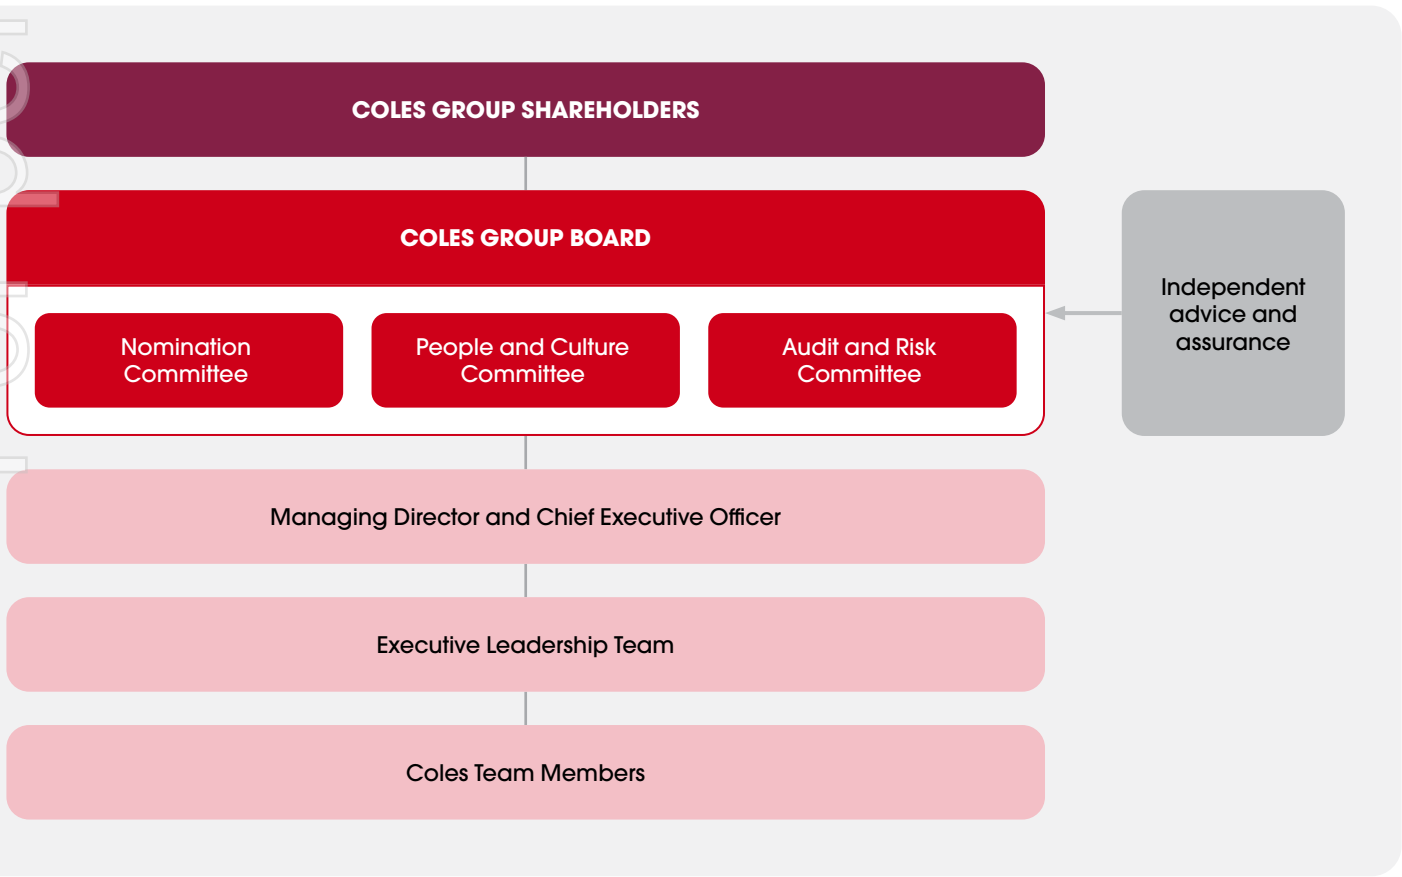 COLES GROUP SHAREHOLDERS
COLES GROUP BOARD
Nomination
Committee
People and Culture
Committee
Audit and Risk
Committee
Independent
advice and
assurance
Managing Director and Chief Executive Officer
Executive Leadership Team
Coles Team Members